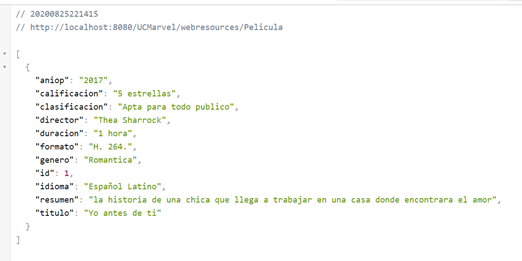 // 20200825221415
// http://localhost:8080/UCMarvel/webresources/Pelicula
[
{
"aniop": "2017",
"calificacion": "5 estrellas",
"clasificacion": "Apta para todo publico",
"director": "Thea Sharrock",
"duracion": "1 hora",
"formato": "H. 264.",
"genero": "Romantica",
"id": 1,
"idioma": "Español Latino",
"resumen": "la historia de una chica que llega a trabajar en una casa donde encontrara el amor",
"titulo": "Yo antes de ti"
}
]